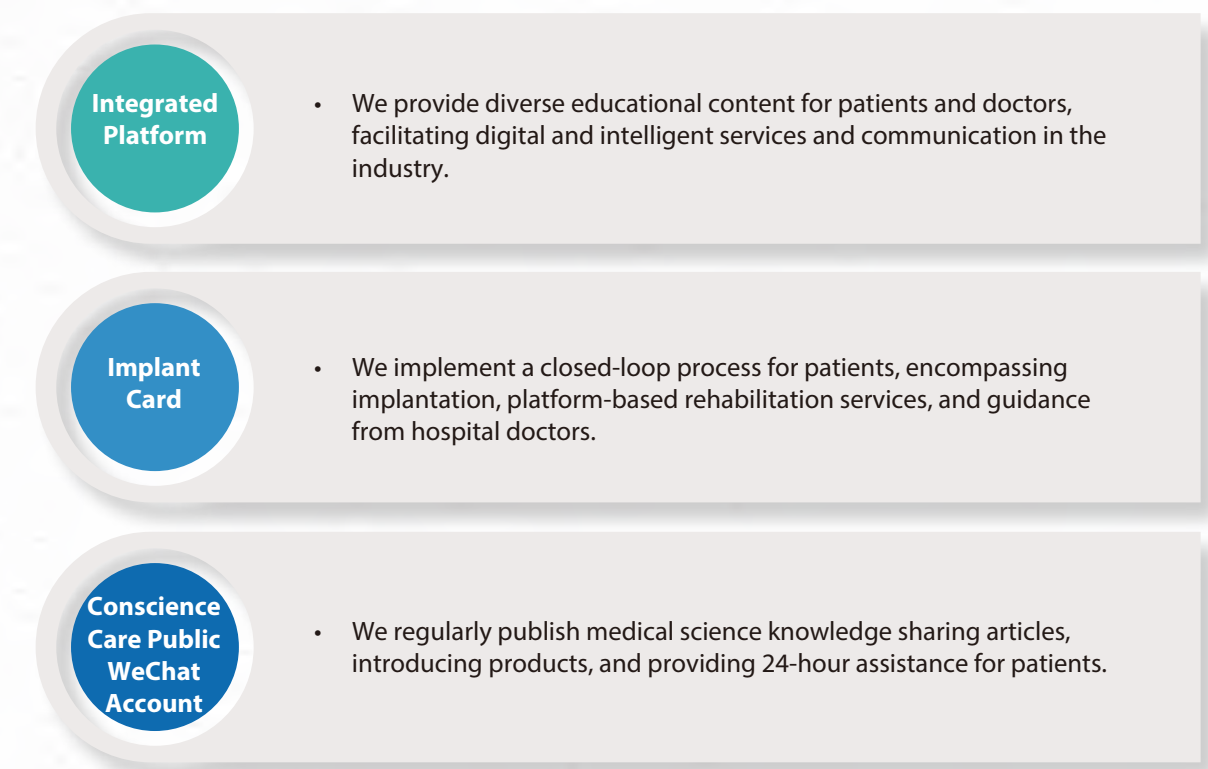 Integrated
Platform
• We provide diverse educational content for patients and doctors,
facilitating digital and intelligent services and communication in the
industry.
Implant
Card
• We implement a closed-loop process for patients, encompassing
implantation, platform-based rehabilitation services, and guidance
from hospital doctors.
Conscience
Care Public
WeChat
Account
• We regularly publish medical science knowledge sharing articles,
introducing products, and providing 24-hour assistance for patients.